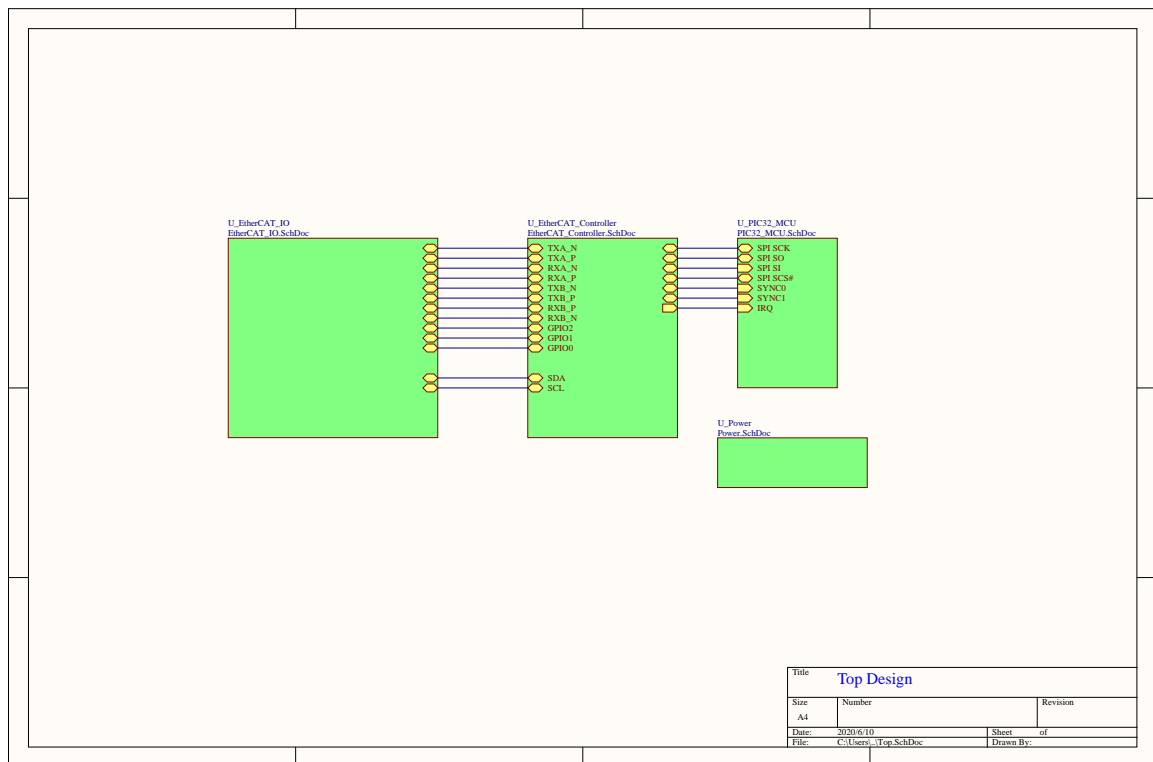 U_EtherCAT_IO
EtherCAT_IO.SchDoc
U_EtherCAT_Controller
EtherCAT_Controller.SchDoc
TXA_N
TXA_P
RXA_N
RXA_P
TXB_N
TXB_P
RXB_P
RXB_N
GPIO2
GPIO1
GPIO0
SDA
SCL
U_PIC32_MCU
PIC32_MCU.SchDoc
SPI SCK
SPI SO
SPI SI
SPI SCS#
SYNC0
SYNC1
IRQ
U_Power
Power.SchDoc
Title
Top Design
Size
Number
Revision
A4
Date: 2020/6/10 Sheet of
File: C:\Users\..\Top.SchDoc Drawn By: